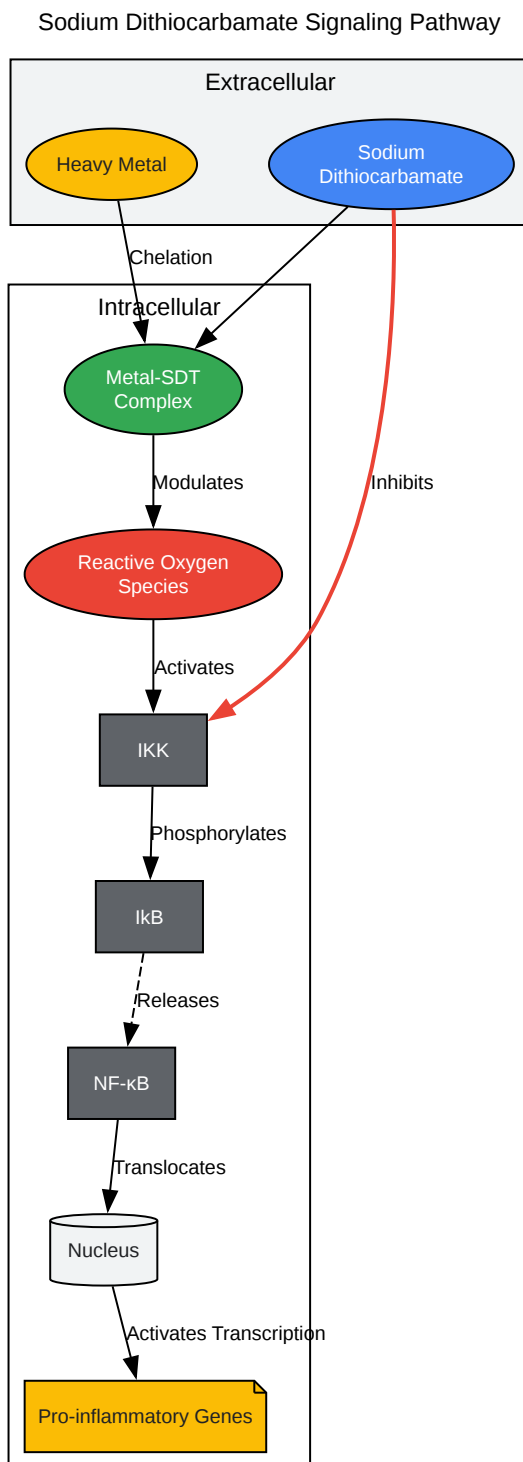 Sodium Dithiocarbamate Signaling Pathway
Extracellular
Heavy Metal
Sodium
Dithiocarbamate
Chelation
Intracellular
Metal-SDT
Complex
Modulates
Inhibits
Reactive Oxygen
Species
Activates
IKK
Phosphorylates
IkB
Releases
NF-κB
Translocates
Nucleus
Activates Transcription
Pro-inflammatory Genes